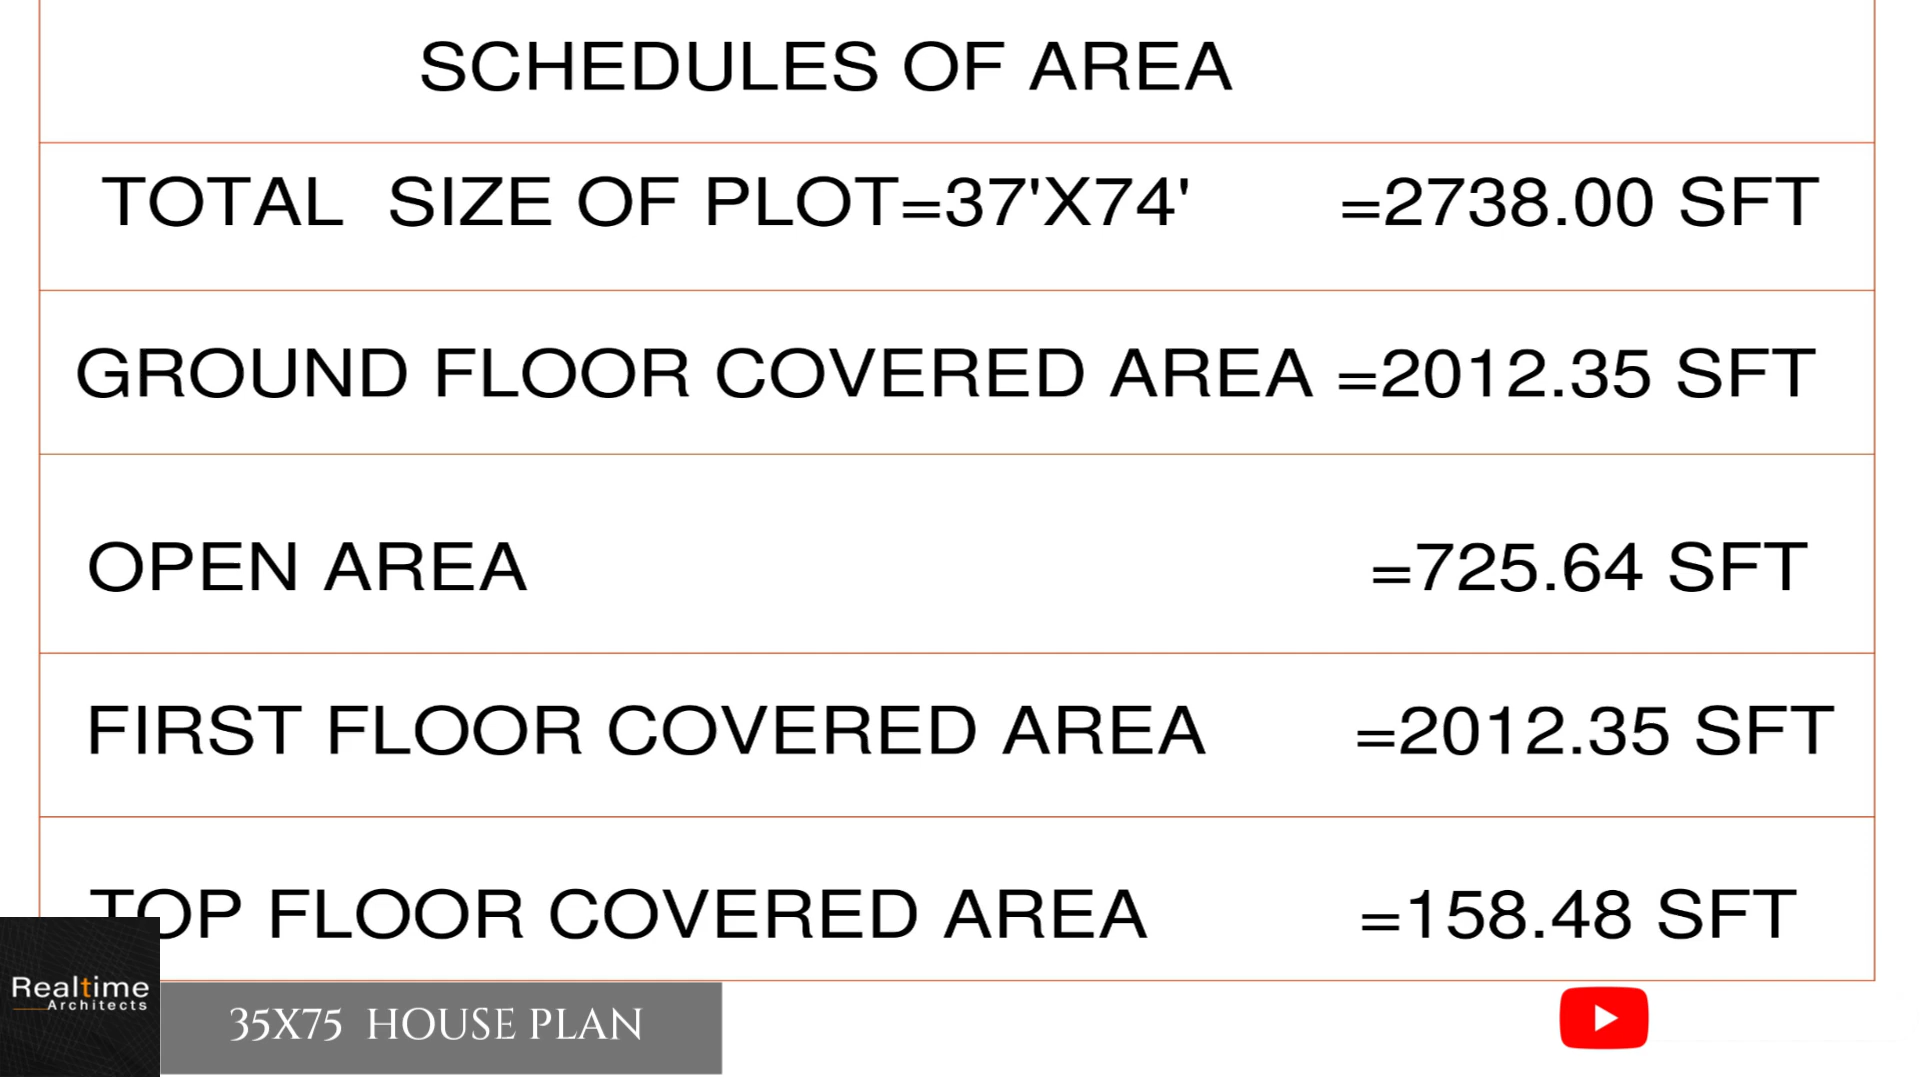 SCHEDULES OF AREA
TOTAL SIZE OF PLOT=37'X74' =2738.00 SFT
GROUND FLOOR COVERED AREA =2012.35 SFT
OPEN AREA =725.64 SFT
FIRST FLOOR COVERED AREA =2012.35 SFT
TOP FLOOR COVERED AREA =158.48 SFT
Realtime
Architects
35X75 HOUSE PLAN